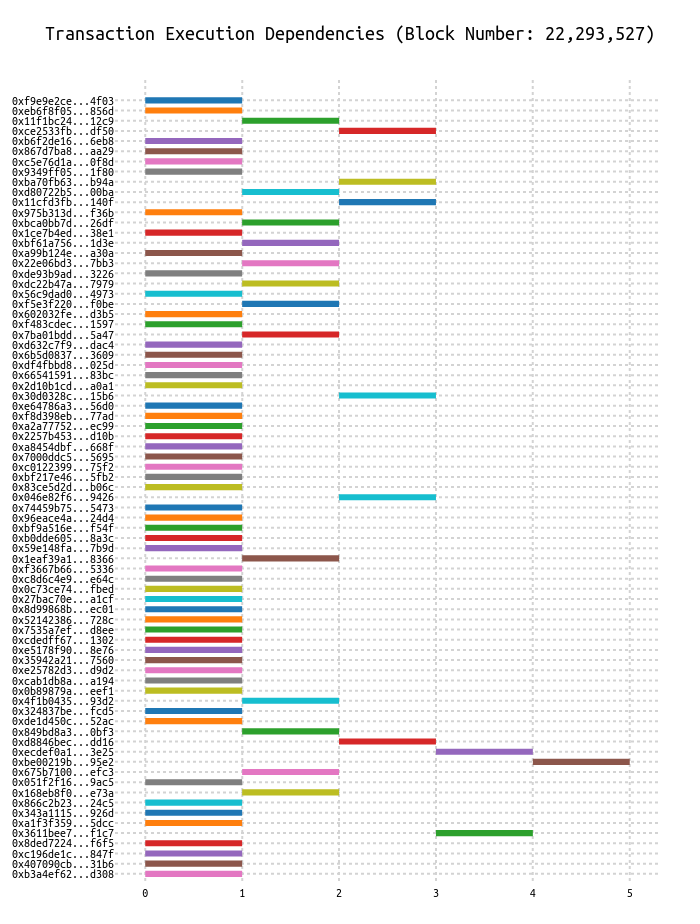 Transaction Execution Dependencies (Block Number: 22,293,527)
0xf9e9e2ce...4f03
0xeb6f8f05...856d
0x11f1bc24...12c9
0xce2533fb...df50
0xb6f2de16...6eb8
0x867d7ba8...aa29
0xc5e76d1a...0f8d
0x9349ff05...1f80
0xba70fb63...b94a
0xd80722b5...00ba
0x11cfd3fb...140f
0x975b313d...f36b
0xbca0bb7d...26df
0x1ce7b4ed...38e1
0xbf61a756...1d3e
0xa99b124e...a30a
0x22e06bd3...7bb3
0xde93b9ad...3226
0xdc22b47a...7979
0x56c9dad0...4973
0xf5e3f220...f0be
0x602032fe...d3b5
0xf483cdec...1597
0x7ba01bdd...5a47
0xd632c7f9...dac4
0x6b5d0837...3609
0xdf4fbbd8...025d
0x66541591...83bc
0x2d10b1cd...a0a1
0x30d0328c...15b6
0xe64786a3...56d0
0xf8d398eb...77ad
0xa2a77752...ec99
0x2257b453...d10b
0xa8454dbf...668f
0x7000ddc5...5695
0xc0122399...75f2
0xbf217e46...5fb2
0x83ce5d2d...b06c
0x046e82f6...9426
0x74459b75...5473
0x96eace4a...24d4
0xbf9a516e...f54f
0xb0dde605...8a3c
0x59e148fa...7b9d
0x1eaf39a1...8366
0xf3667b66...5336
0xc8d6c4e9...e64c
0x0c73ce74...fbed
0x27bac70e...a1cf
0x8d99868b...ec01
0x52142386...728c
0x7535a7ef...d8ee
0xcdedff67...1302
0xe5178f90...8e76
0x35942a21...7560
0xe25782d3...d9d2
0xcab1db8a...a194
0x0b89879a...eef1
0x4f1b0435...93d2
0x324837be...fcd5
0xde1d450c...52ac
0x849bd8a3...0bf3
0xd8846bec...dd16
0xecdef0a1...3e25
0xbe00219b...95e2
0x675b7100...efc3
0x051f2f16...9ac5
0x168eb8f0...e73a
0x866c2b23...24c5
0x343a1115...926d
0xa1f3f359...5dcc
0x3611bee7...f1c7
0x8ded7224...f6f5
0xc196de1c...847f
0x407090cb...31b6
0xb3a4ef62...d308
0 1 2 3 4 5